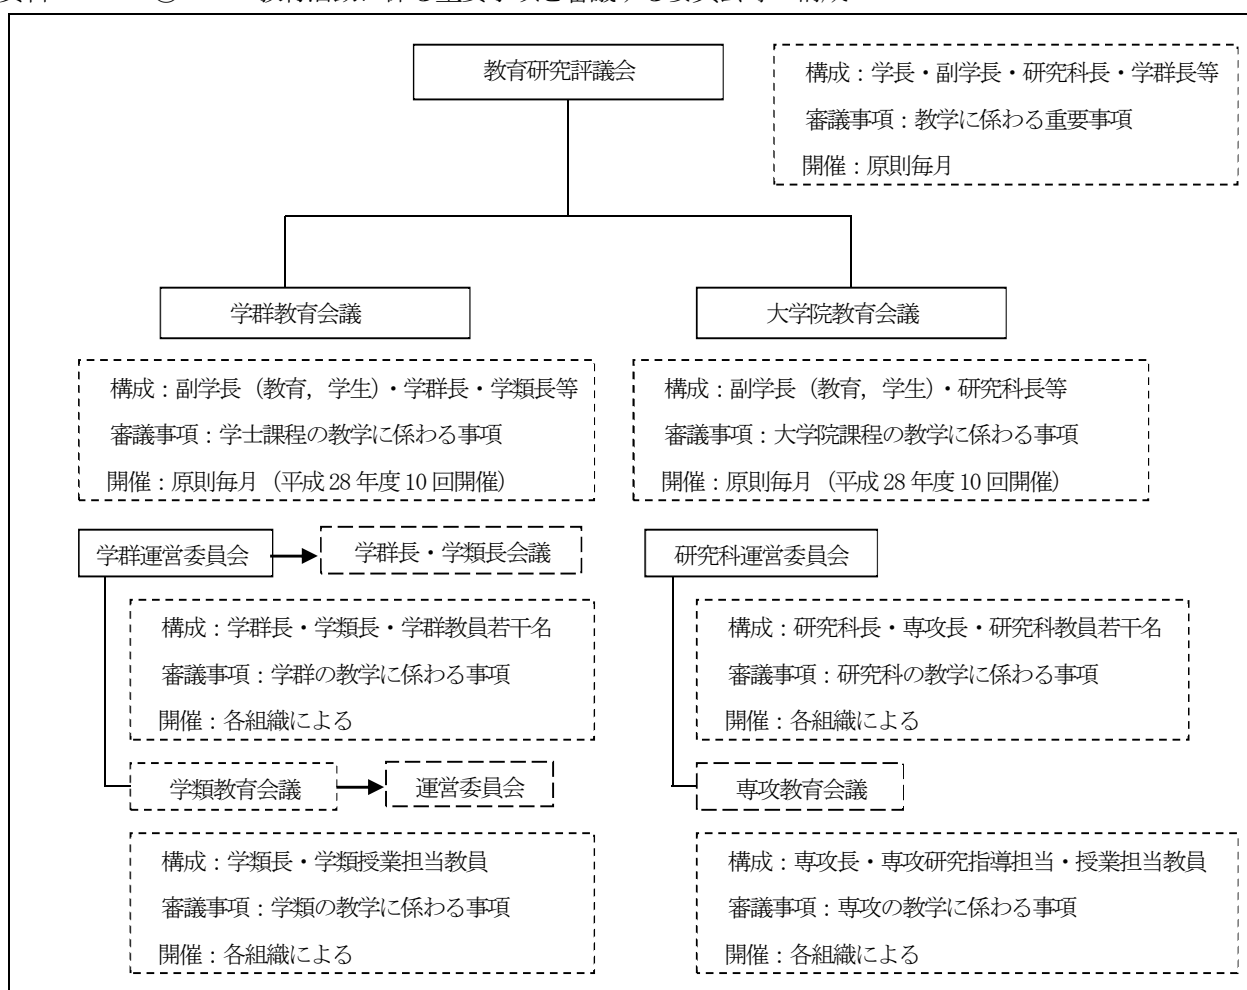 教育研究評議会
構成：学長・副学長・研究科長・学群長等
審議事項：教学に係わる重要事項
開催：原則毎月
学群教育会議
大学院教育会議
構成：副学長（教育，学生）・学群長・学類長等
審議事項：学士課程の教学に係わる事項
開催：原則毎月（平成28年度10回開催）
構成：副学長（教育，学生）・研究科長等
審議事項：大学院課程の教学に係わる事項
開催：原則毎月（平成28年度10回開催）
学群運営委員会
学群長・学類長会議
研究科運営委員会
構成：学群長・学類長・学群教員若干名
審議事項：学群の教学に係わる事項
開催：各組織による
構成：研究科長・専攻長・研究科教員若干名
審議事項：研究科の教学に係わる事項
開催：各組織による
学類教育会議
運営委員会
専攻教育会議
構成：学類長・学類授業担当教員
審議事項：学類の教学に係わる事項
開催：各組織による
構成：専攻長・専攻研究指導担当・授業担当教員
審議事項：専攻の教学に係わる事項
開催：各組織による